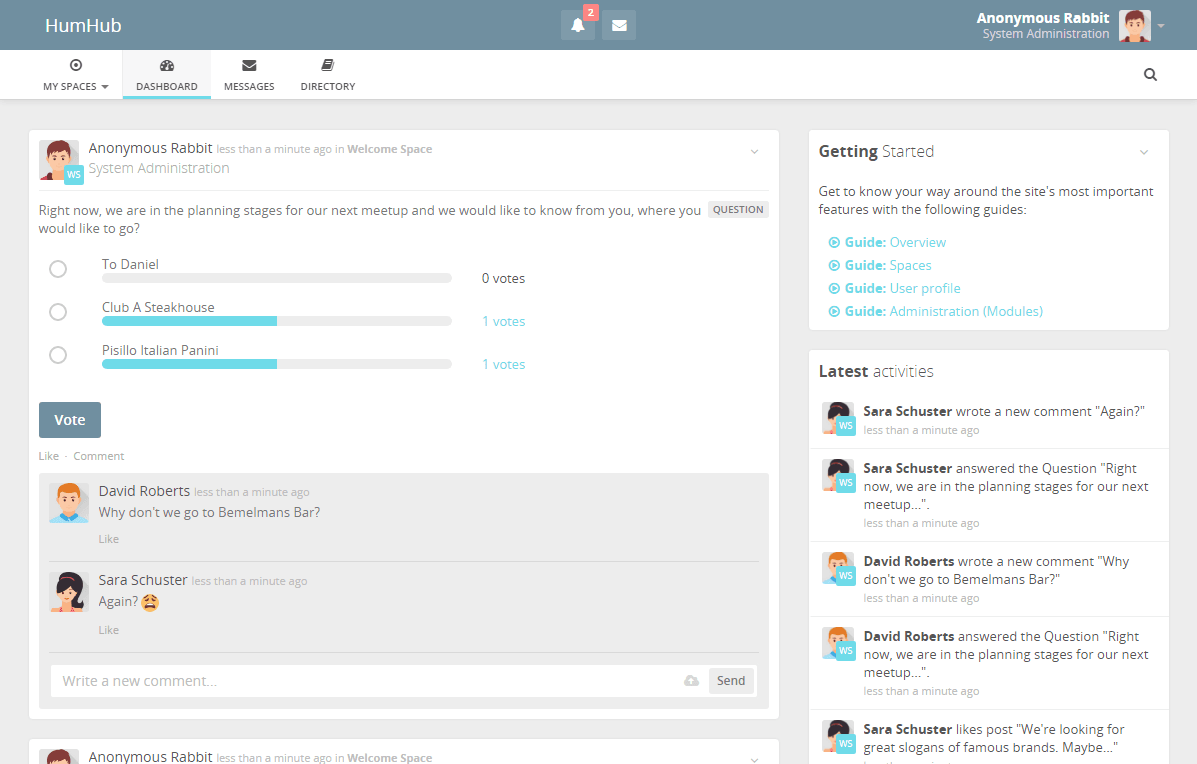 HumHub
2
Anonymous Rabbit
System Administration
MY SPACES
DASHBOARD
MESSAGES
DIRECTORY
Anonymous Rabbit less than a minute ago in Welcome Space
WS
System Administration
Right now, we are in the planning stages for our next meetup and we would like to know from you, where you
would like to go?
QUESTION
To Daniel
0 votes
Club A Steakhouse
1 votes
Pisillo Italian Panini
1 votes
Vote
Like · Comment
David Roberts less than a minute ago
Why don't we go to Bemelmans Bar?
Like
Sara Schuster less than a minute ago
Again?
Like
Write a new comment...
Send
Anonymous Rabbit less than a minute ago in Welcome Space
Getting Started
Get to know your way around the site's most important
features with the following guides:
Guide: Overview
Guide: Spaces
Guide: User profile
Guide: Administration (Modules)
Latest activities
Sara Schuster wrote a new comment "Again?"
WS
less than a minute ago
Sara Schuster answered the Question "Right
WS
now, we are in the planning stages for our next
meetup...".
less than a minute ago
David Roberts wrote a new comment "Why
WS
don't we go to Bemelmans Bar?"
less than a minute ago
David Roberts answered the Question "Right
WS
now, we are in the planning stages for our next
meetup...".
less than a minute ago
Sara Schuster likes post "We're looking for
WS
great slogans of famous brands. Maybe..."